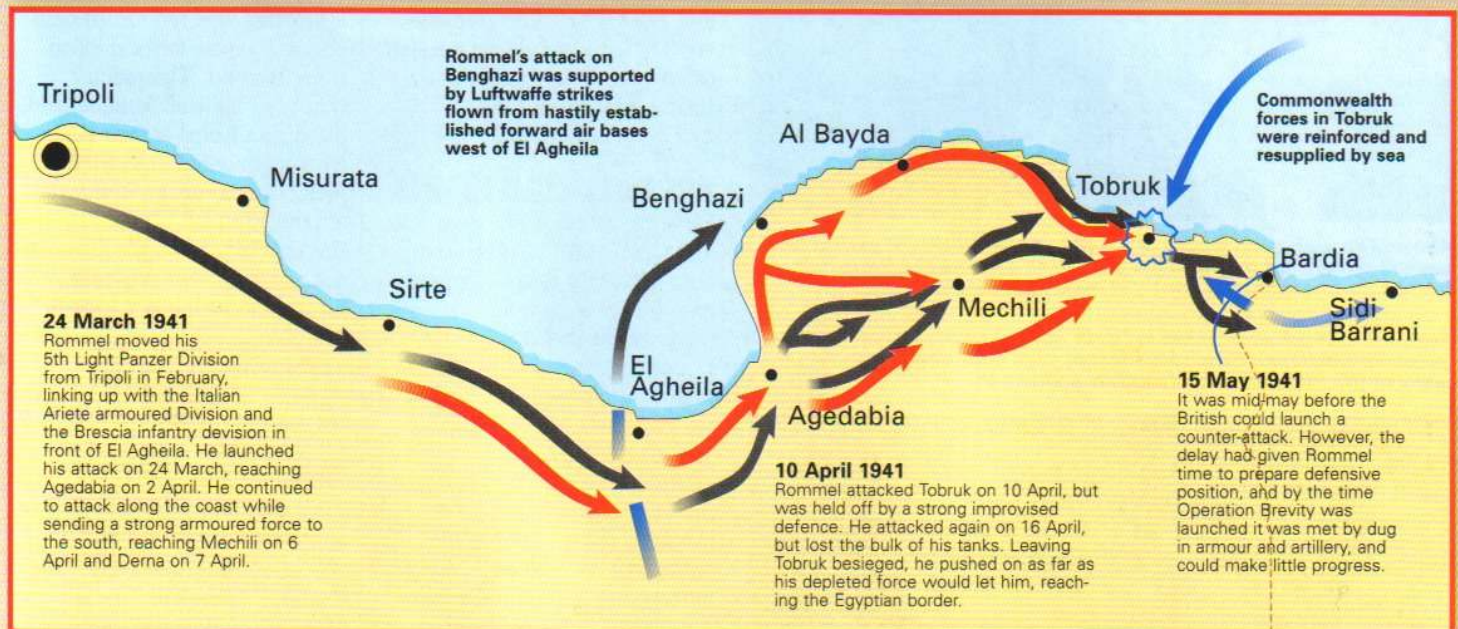 Tripoli
Misurata
Sirte
Rommel's attack on
Benghazi was supported
by Luftwaffe strikes
flown from hastily estab-
lished forward air bases
west of El Agheila
Benghazi
El
Agheila
Al Bayda
Agedabia
Mechili
Tobruk
Commonwealth
forces in Tobruk
were reinforced and
resupplied by sea
Bardia
Sidi
Barrani
24 March 1941
Rommel moved his
5th Light Panzer Division
from Tripoli in February,
linking up with the Italian
Ariete armoured Division and
the Brescia infantry devision in
front of El Agheila. He launched
his attack on 24 March, reaching
Agedabia on 2 April. He continued
to attack along the coast while
sending a strong armoured force to
the south, reaching Mechili on 6
April and Derna on 7 April.
10 April 1941
Rommel attacked Tobruk on 10 April, but
was held off by a strong improvised
defence. He attacked again on 16 April,
but lost the bulk of his tanks. Leaving
Tobruk besieged, he pushed on as far as
his depleted force would let him, reach-
ing the Egyptian border.
15 May 1941
It was mid-may before the
British could launch a
counter-attack. However, the
delay had given Rommel
time to prepare defensive
position, and by the time
Operation Brevity was
launched it was met by dug
in armour and artillery, and
could make little progress.